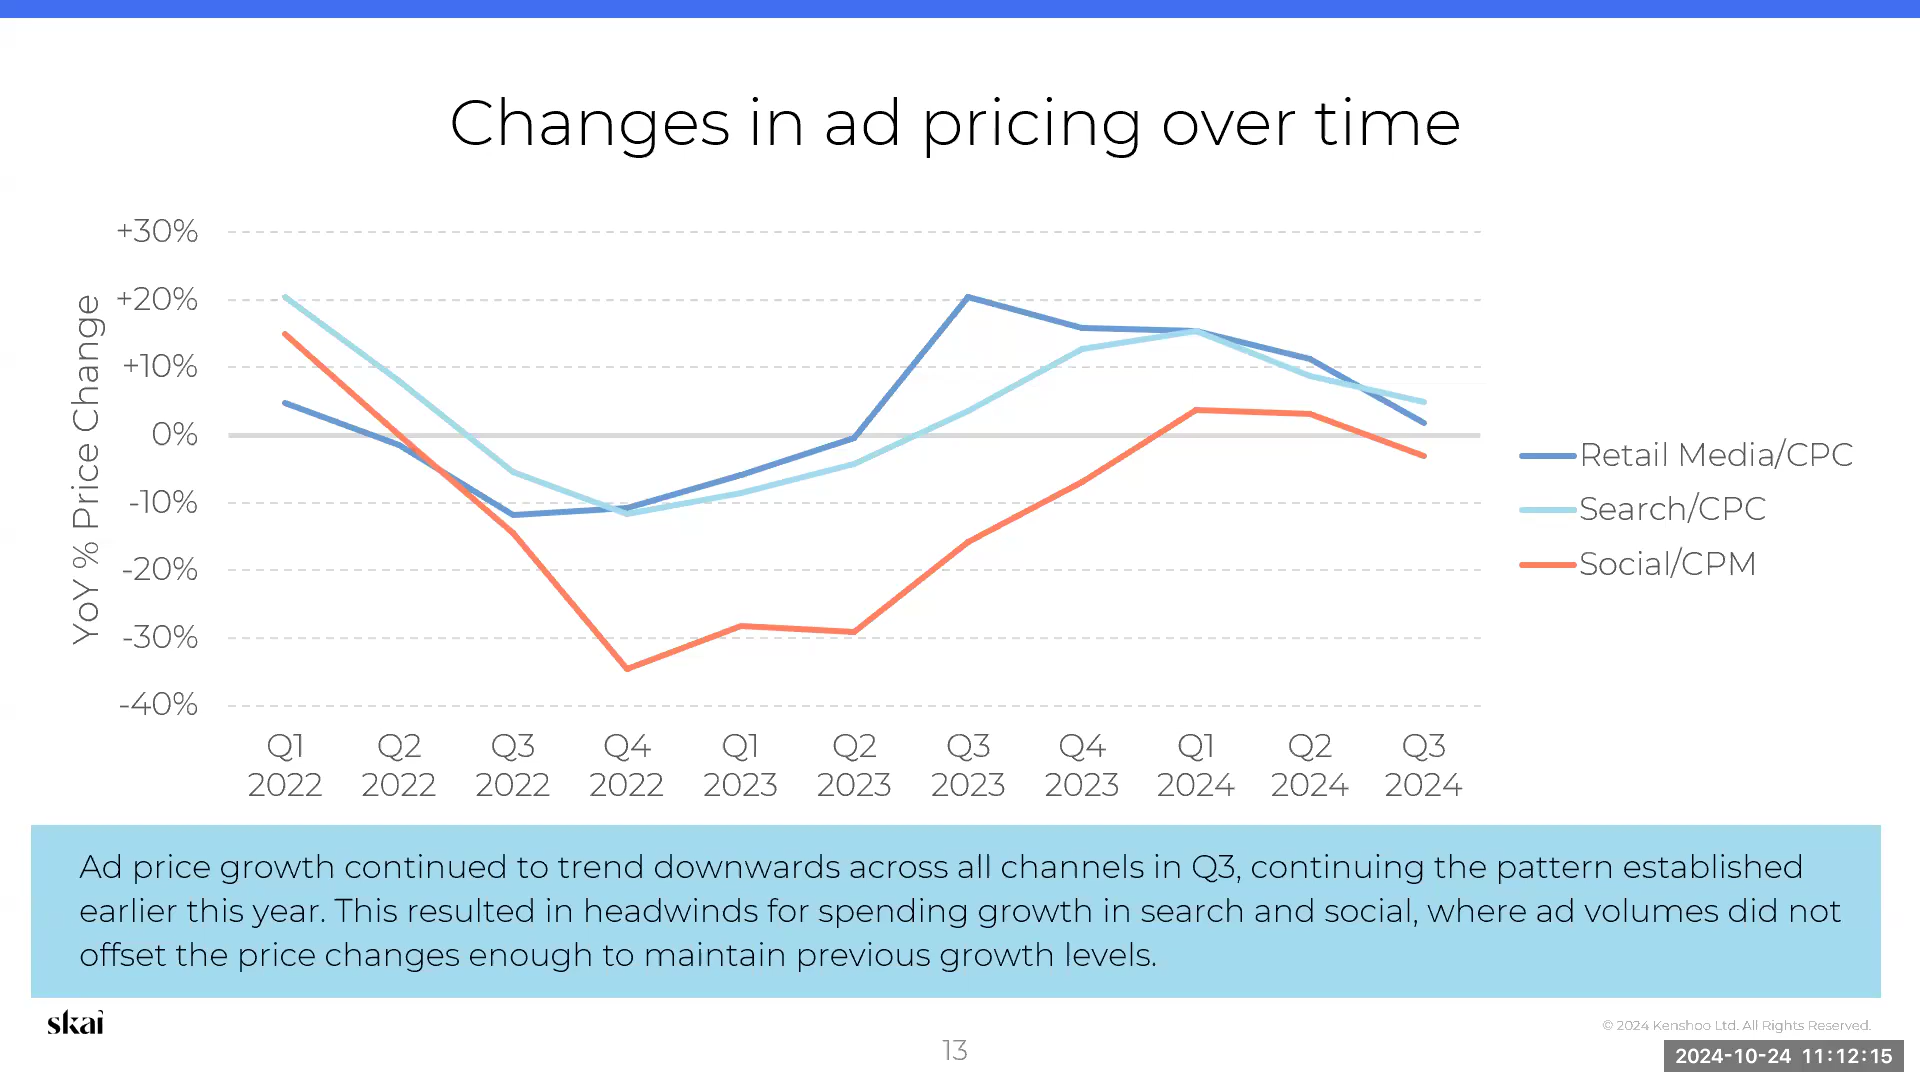 Changes in ad pricing over time
YoY % Price Change
+30%
+20%
+10%
0%
-10%
-20%
-30%
-40%
Q1 2022
Q2 2022
Q3 2022
Q4 2022
Q1 2023
Q2 2023
Q3 2023
Q4 2023
Q1 2024
Q2 2024
Q3 2024
Retail Media/CPC
Search/CPC
Social/CPM
Ad price growth continued to trend downwards across all channels in Q3, continuing the pattern established
earlier this year. This resulted in headwinds for spending growth in search and social, where ad volumes did not
offset the price changes enough to maintain previous growth levels.
skai
© 2024 Kenshoo Ltd. All Rights Reserved.
13
2024-10-24 11:12:15